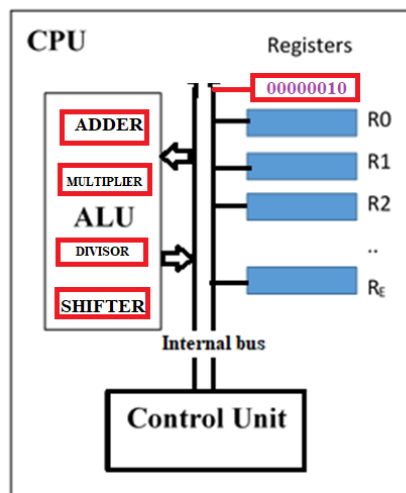 CPU
Registers
00000010
ADDER
R0
MULTIPLIER
R1
ALU
R2
DIVISOR
..
SHIFTER
RE
Internal bus
Control Unit